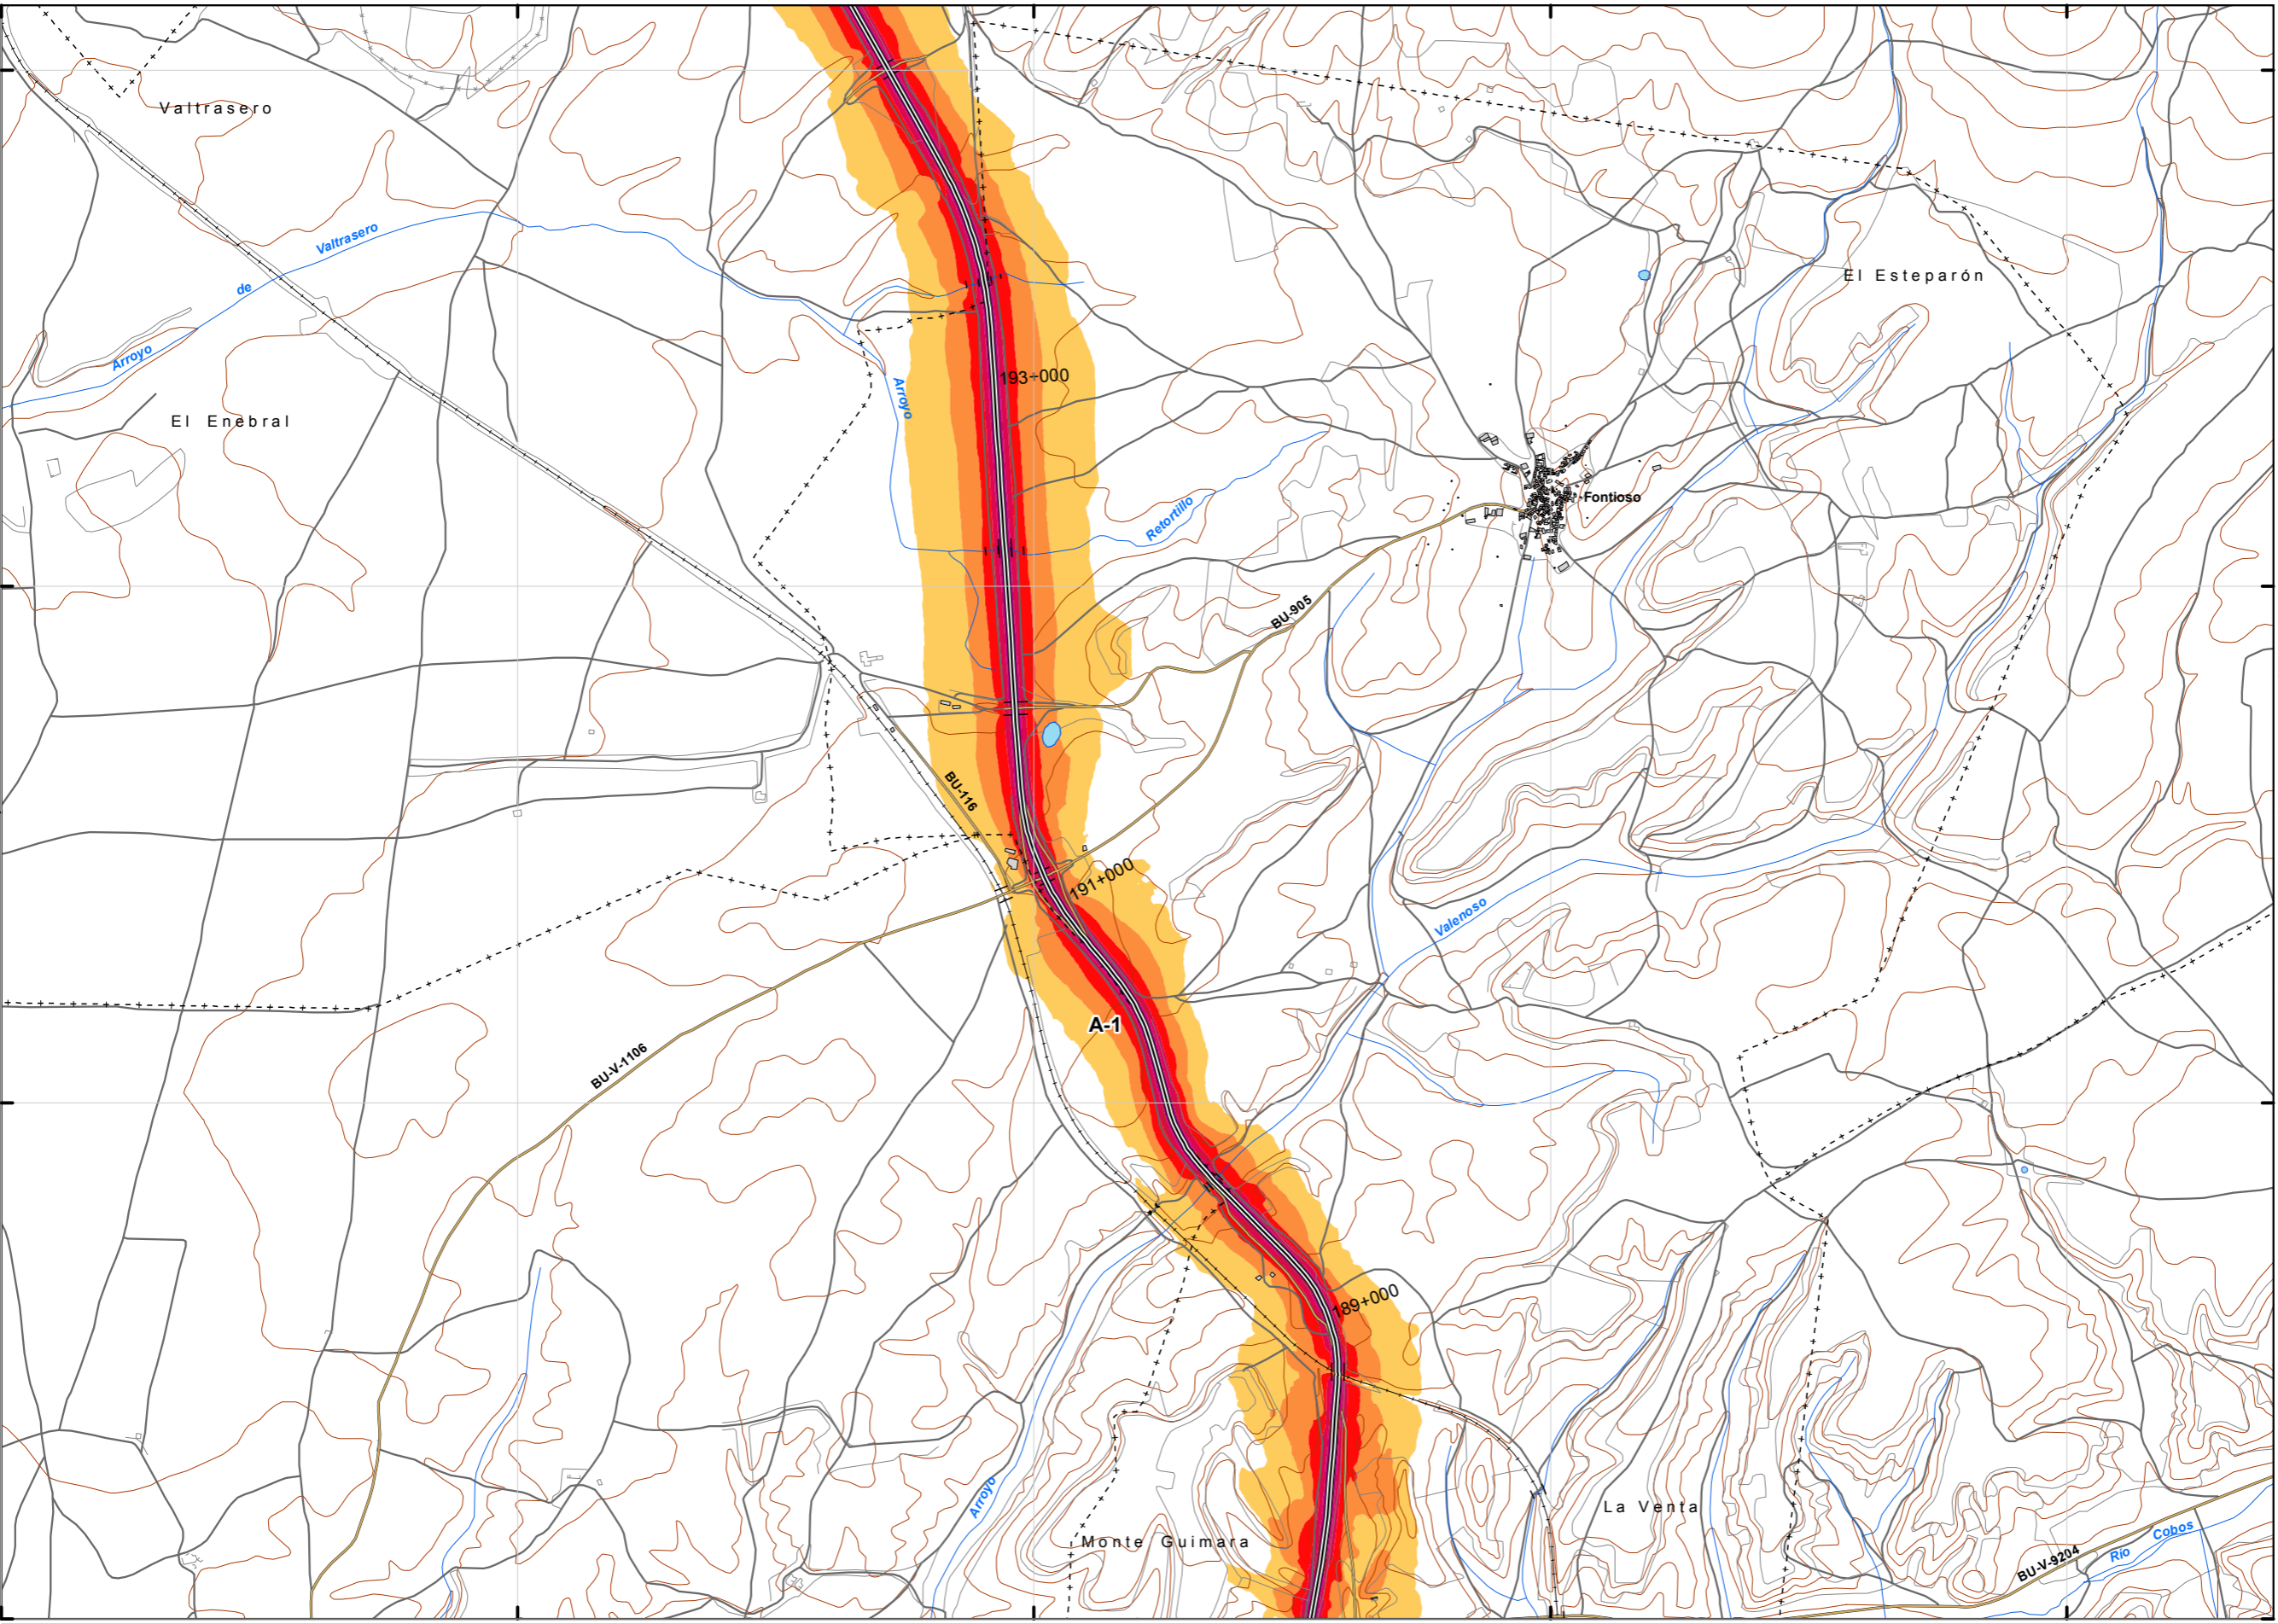 Valtrasero
Valtrasero
de
Arroyo
El Esteparón
193+000
Arroyo
El Enebral
Fontioso
Retortillo
BU-905
BU-116
191+000
Valenoso
A-1
BU-V-1106
189+000
Arroyo
La Venta
Monte Guimara
Cobos
Río
BU-V-9204